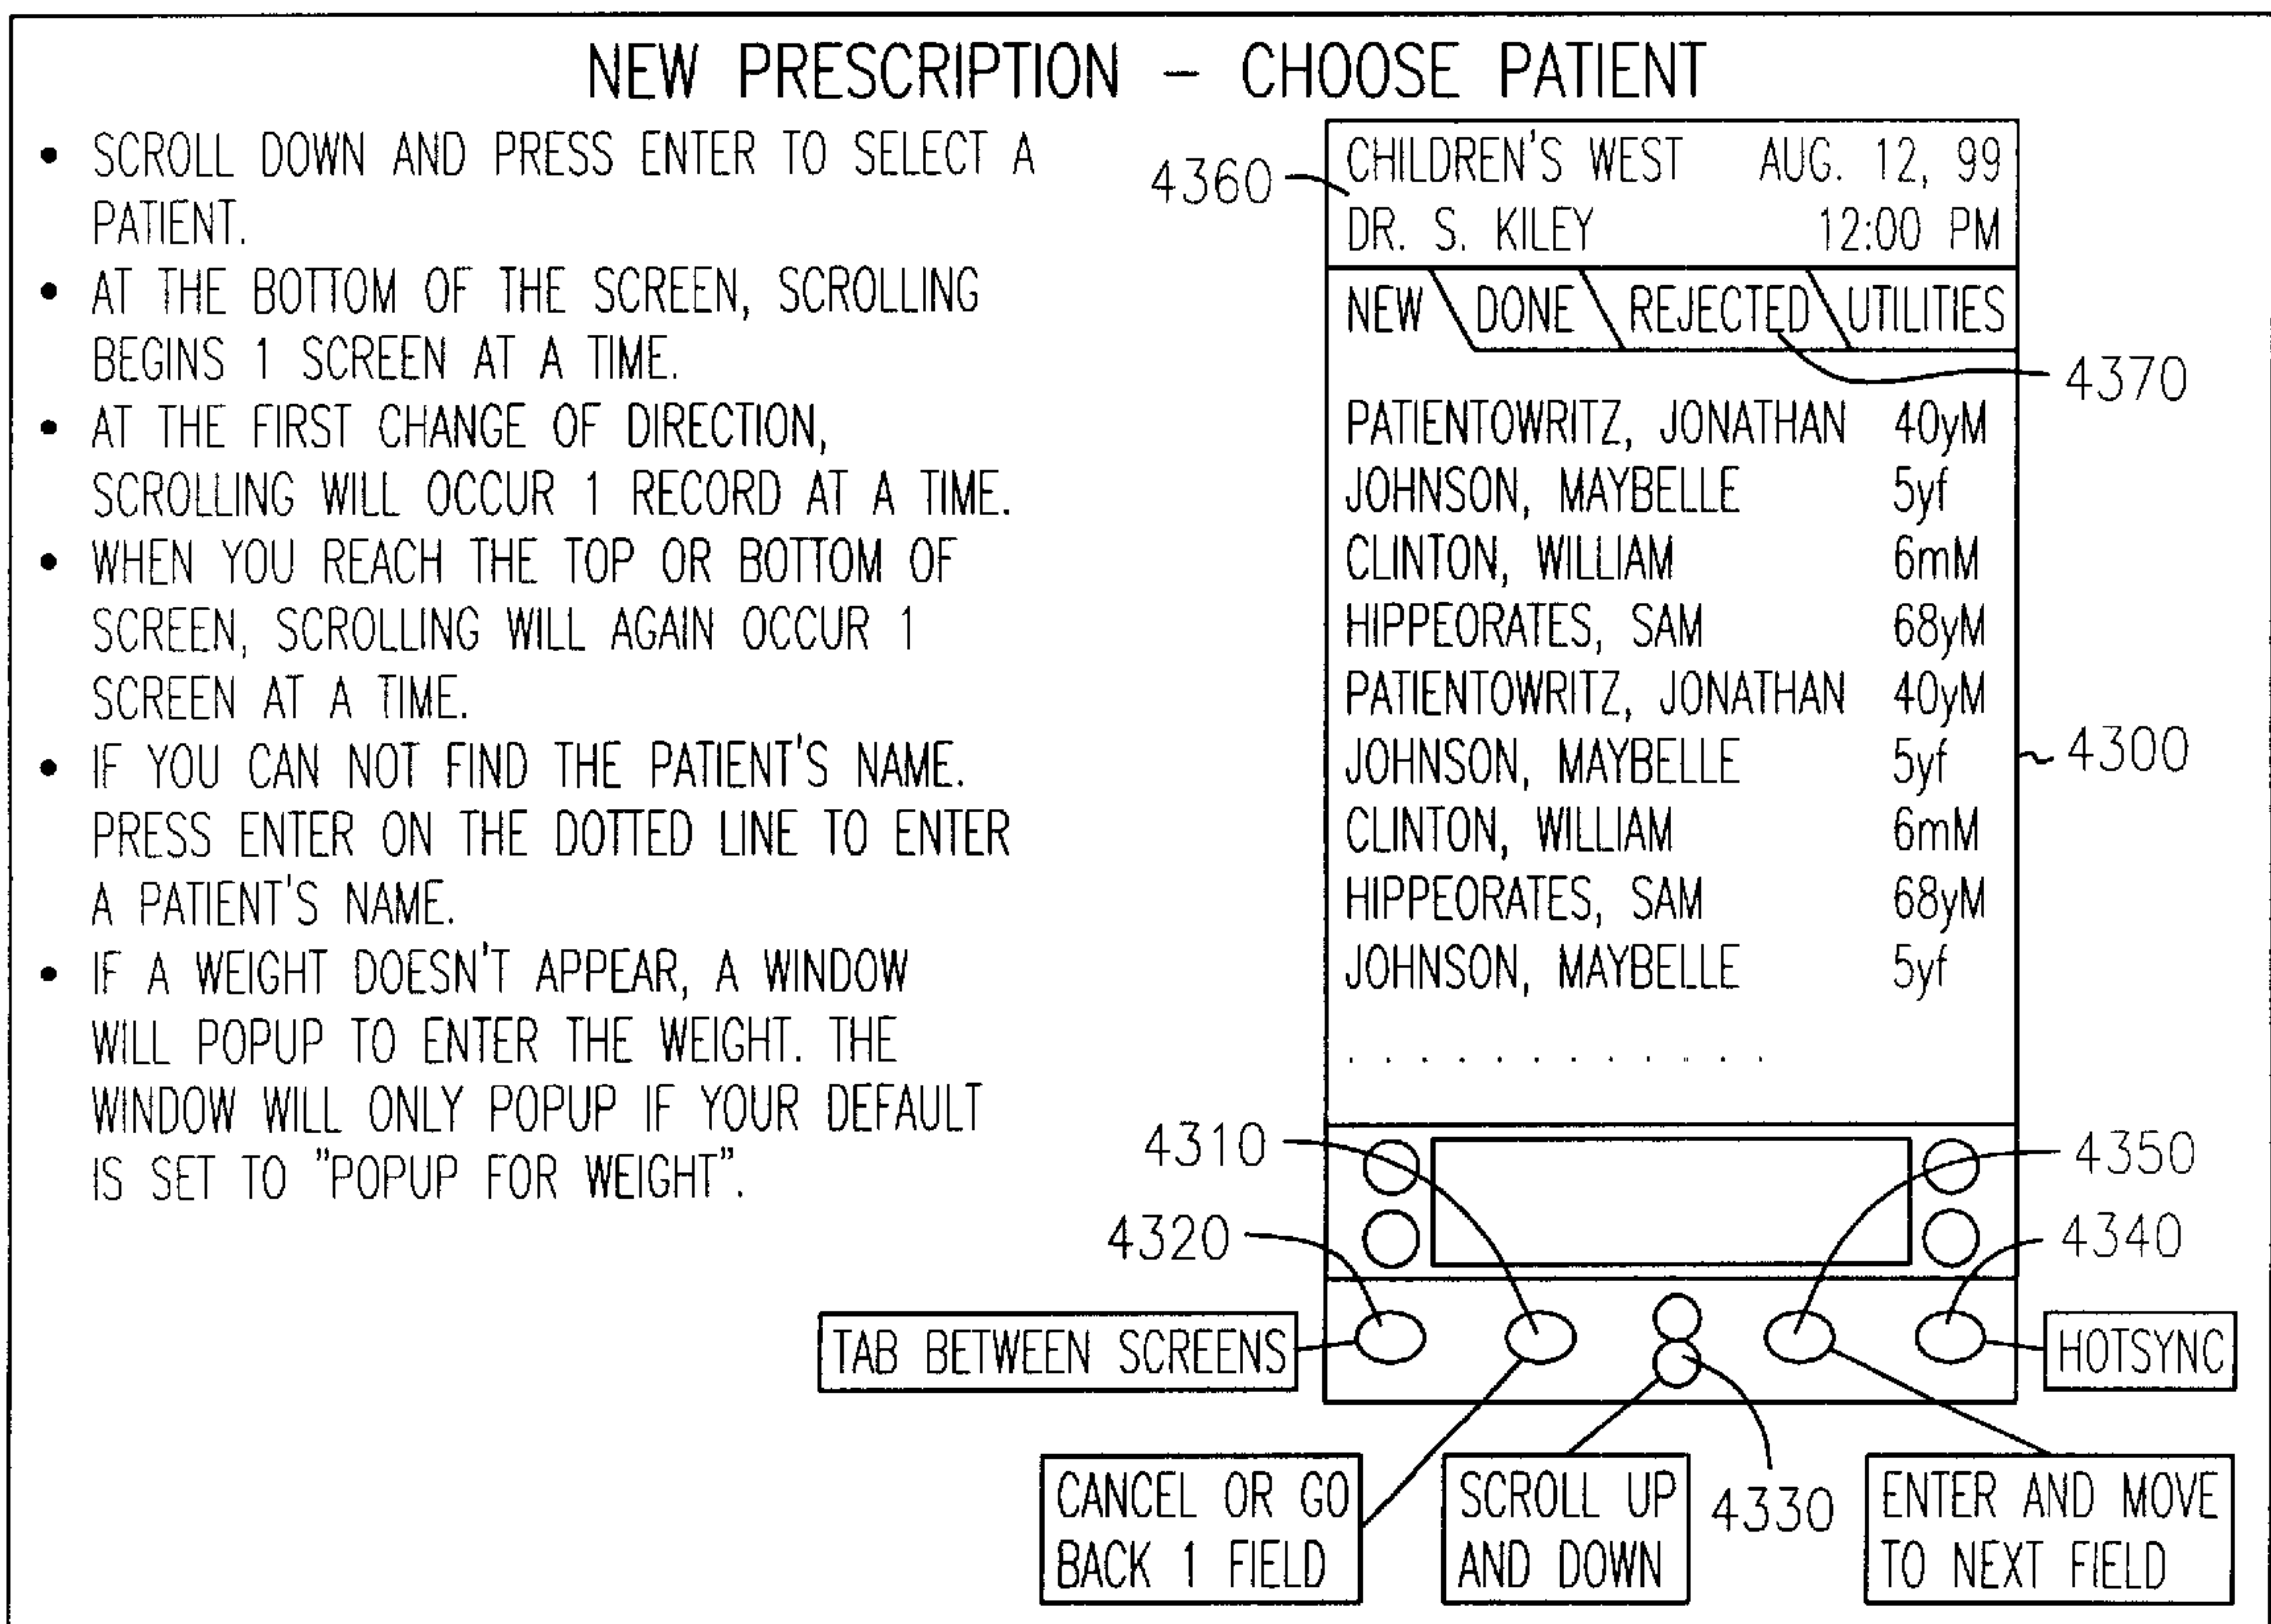 NEW PRESCRIPTION – CHOOSE PATIENT
• SCROLL DOWN AND PRESS ENTER TO SELECT A
PATIENT.
• AT THE BOTTOM OF THE SCREEN, SCROLLING
BEGINS 1 SCREEN AT A TIME.
• AT THE FIRST CHANGE OF DIRECTION,
SCROLLING WILL OCCUR 1 RECORD AT A TIME.
• WHEN YOU REACH THE TOP OR BOTTOM OF
SCREEN, SCROLLING WILL AGAIN OCCUR 1
SCREEN AT A TIME.
• IF YOU CAN NOT FIND THE PATIENT'S NAME.
PRESS ENTER ON THE DOTTED LINE TO ENTER
A PATIENT'S NAME.
• IF A WEIGHT DOESN'T APPEAR, A WINDOW
WILL POPUP TO ENTER THE WEIGHT. THE
WINDOW WILL ONLY POPUP IF YOUR DEFAULT
IS SET TO "POPUP FOR WEIGHT".
4360
CHILDREN'S WEST AUG. 12, 99
DR. S. KILEY 12:00 PM
NEW DONE REJECTED UTILITIES
4370
PATIENTOWRITZ, JONATHAN 40yM
JOHNSON, MAYBELLE 5yf
CLINTON, WILLIAM 6mM
HIPPEORATES, SAM 68yM
PATIENTOWRITZ, JONATHAN 40yM
JOHNSON, MAYBELLE 5yf
4300
CLINTON, WILLIAM 6mM
HIPPEORATES, SAM 68yM
JOHNSON, MAYBELLE 5yf
. . . . . . . . . . . .
4310
4350
4320
4340
TAB BETWEEN SCREENS
HOTSYNC
CANCEL OR GO
BACK 1 FIELD
SCROLL UP
AND DOWN
4330
ENTER AND MOVE
TO NEXT FIELD